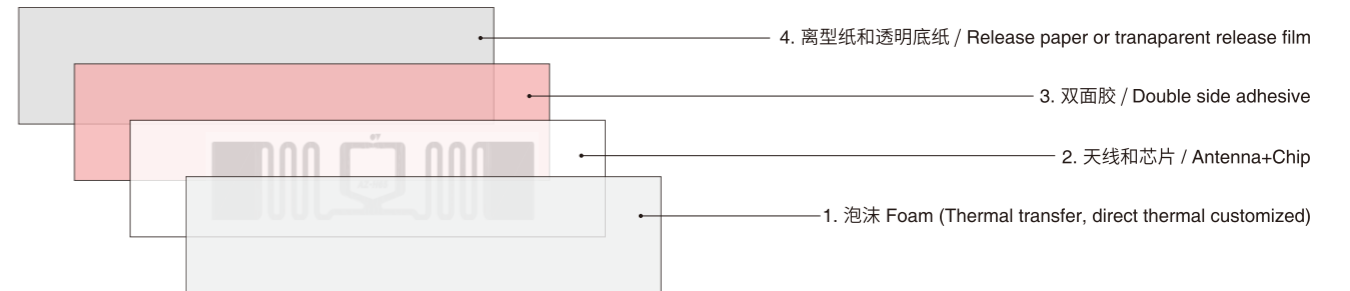 4. 离型纸和透明底纸 / Release paper or tranaparent release film
3. 双面胶 / Double side adhesive
2. 天线和芯片 / Antenna+Chip
1. 泡沫 Foam (Thermal transfer, direct thermal customized)